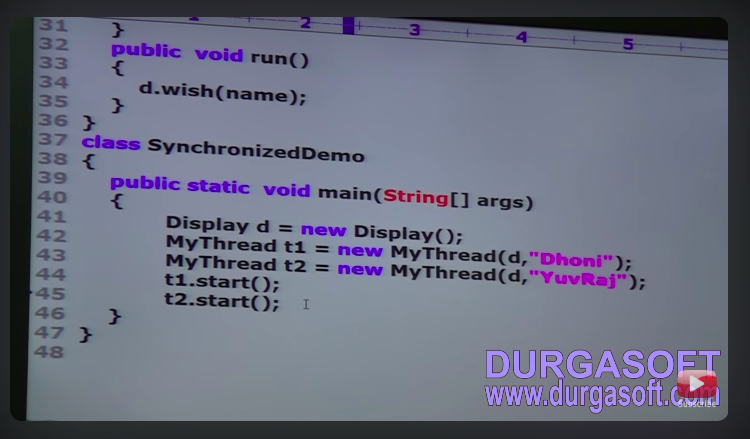 1 2 3 4 5
31 }
32 public void run()
33 {
34 d.wish(name);
35 }
36 }
37 class SynchronizedDemo
38 {
39 public static void main(String[] args)
40 {
41 Display d = new Display();
42 MyThread t1 = new MyThread(d,"Dhoni");
43 MyThread t2 = new MyThread(d,"YuvRaj");
44 t1.start();
45 t2.start();
46 }
47 }
48
DURGASOFT
www.durgasoft.com
Subscribe